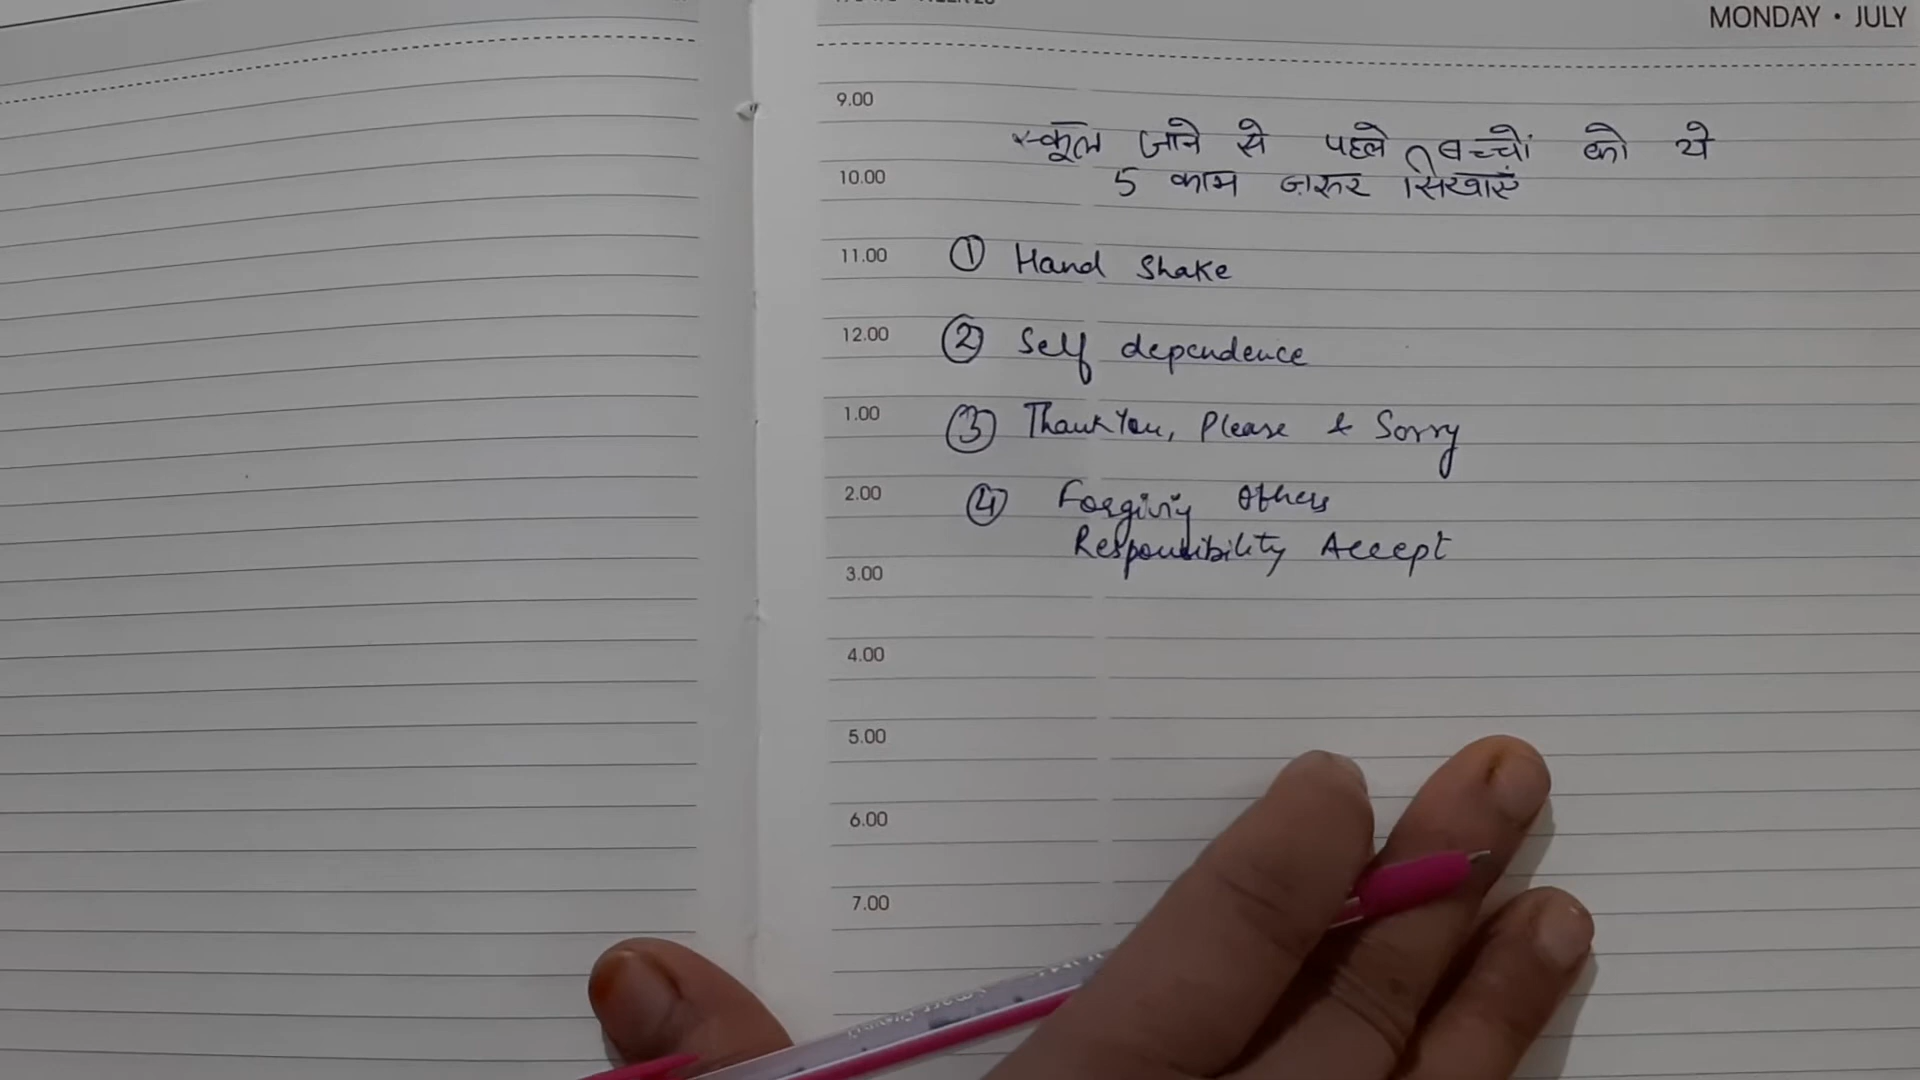 MONDAY • JULY
9.00
स्कूल जाने से पहले बच्चों को ये
10.00
5 काम ज़रूर सिखाएं
11.00
① Hand Shake
12.00
② Self dependence
1.00
③ Thank You, Please & Sorry
2.00
④ Forgiving Others
Responsibility Accept
3.00
4.00
5.00
6.00
7.00